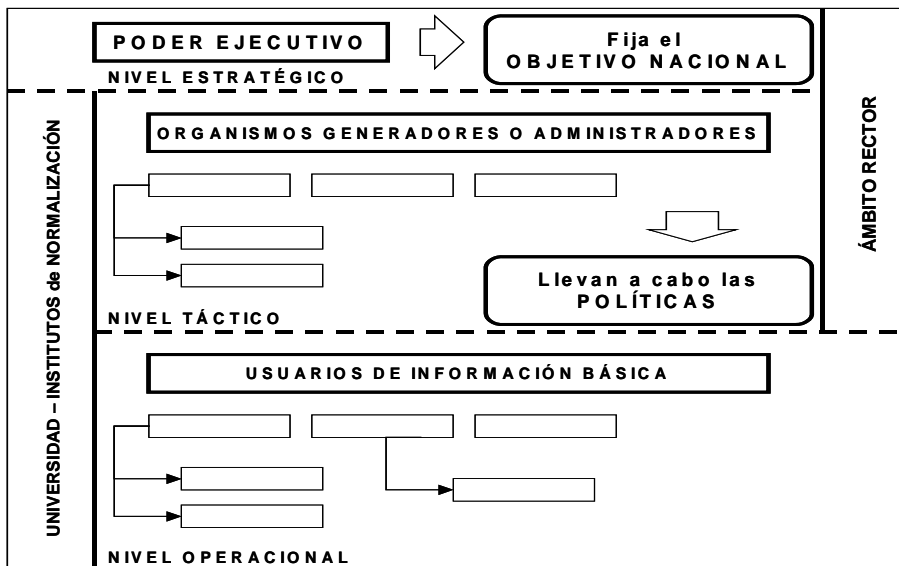 PODER EJECUTIVO
Fija el
OBJETIVO NACIONAL
NIVEL ESTRATÉGICO
ORGANISMOS GENERADORES O ADMINISTRADORES
Llevan a cabo las
POLÍTICAS
NIVEL TÁCTICO
USUARIOS DE INFORMACIÓN BÁSICA
NIVEL OPERACIONAL
UNIVERSIDAD – INSTITUTOS de NORMALIZACIÓN
ÁMBITO RECTOR